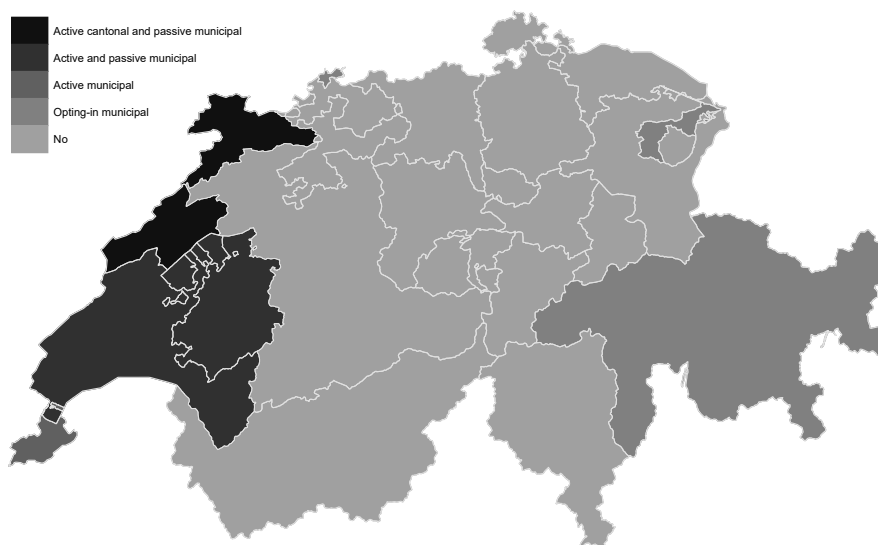 Active cantonal and passive municipal
Active and passive municipal
Active municipal
Opting-in municipal
No